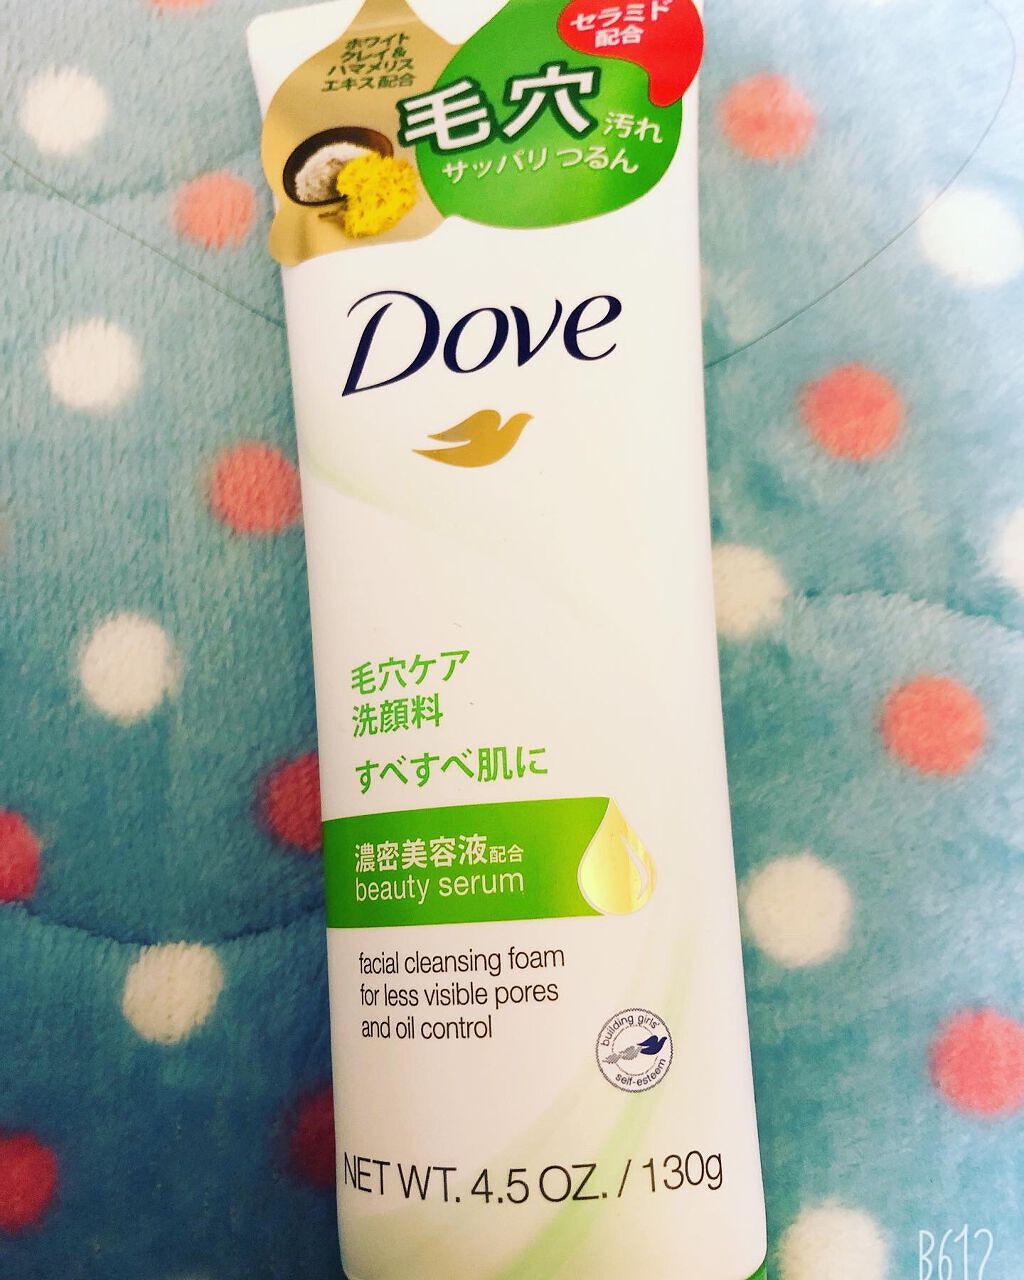 ホワイト
クレイ&
ハマメリス
エキス配合
セラミド
配合
毛穴汚れ
サッパリつるん
Dove
毛穴ケア
洗顔料
すべすべ肌に
濃密美容液配合
beauty serum
facial cleansing foam
for less visible pores
and oil control
building girls'
self-esteem
NET WT. 4.5 OZ. / 130g
B612